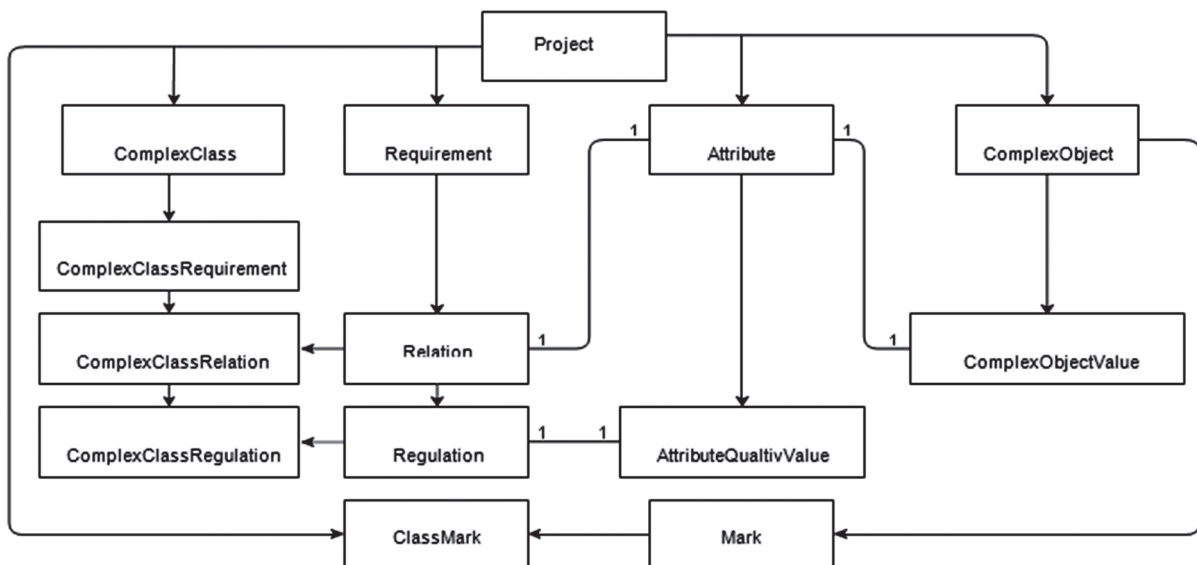 Project
ComplexClass
Requirement
1
Attribute
1
ComplexObject
ComplexClassRequirement
ComplexClassRelation
Relation
1
1
ComplexObjectValue
ComplexClassRegulation
Regulation
1
1
AttributeQualtivValue
ClassMark
Mark